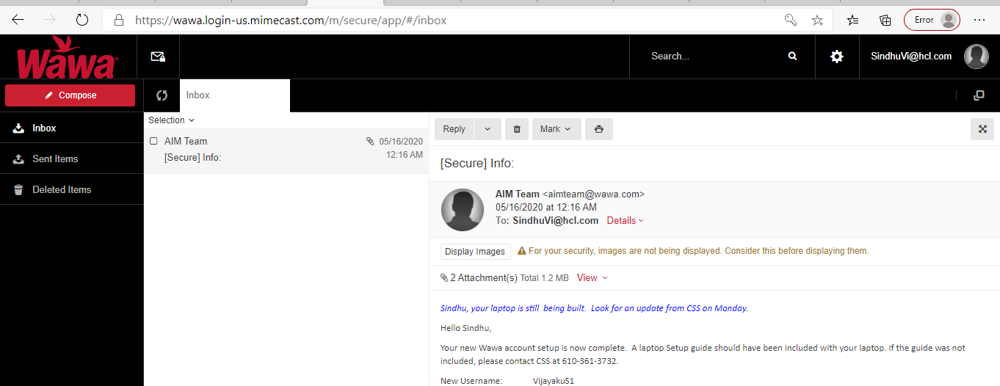 https://wawa.login-us.mimecast.com/m/secure/app/#/inbox
Error
Wawa
Search...
SindhuVi@hcl.com
Compose
Inbox
Inbox
Sent Items
Deleted Items
Selection
AIM Team 05/16/2020
[Secure] Info: 12:16 AM
Reply
Mark
[Secure] Info:
AIM Team <aimteam@wawa.com>
05/16/2020 at 12:16 AM
To: SindhuVi@hcl.com Details
Display Images For your security, images are not being displayed. Consider this before displaying them.
2 Attachment(s) Total 1.2 MB View
Sindhu, your laptop is still being built. Look for an update from CSS on Monday.
Hello Sindhu,
Your new Wawa account setup is now complete. A laptop Setup guide should have been included with your laptop. If the guide was not
included, please contact CSS at 610-361-3732.
New Username: VijayakuS1